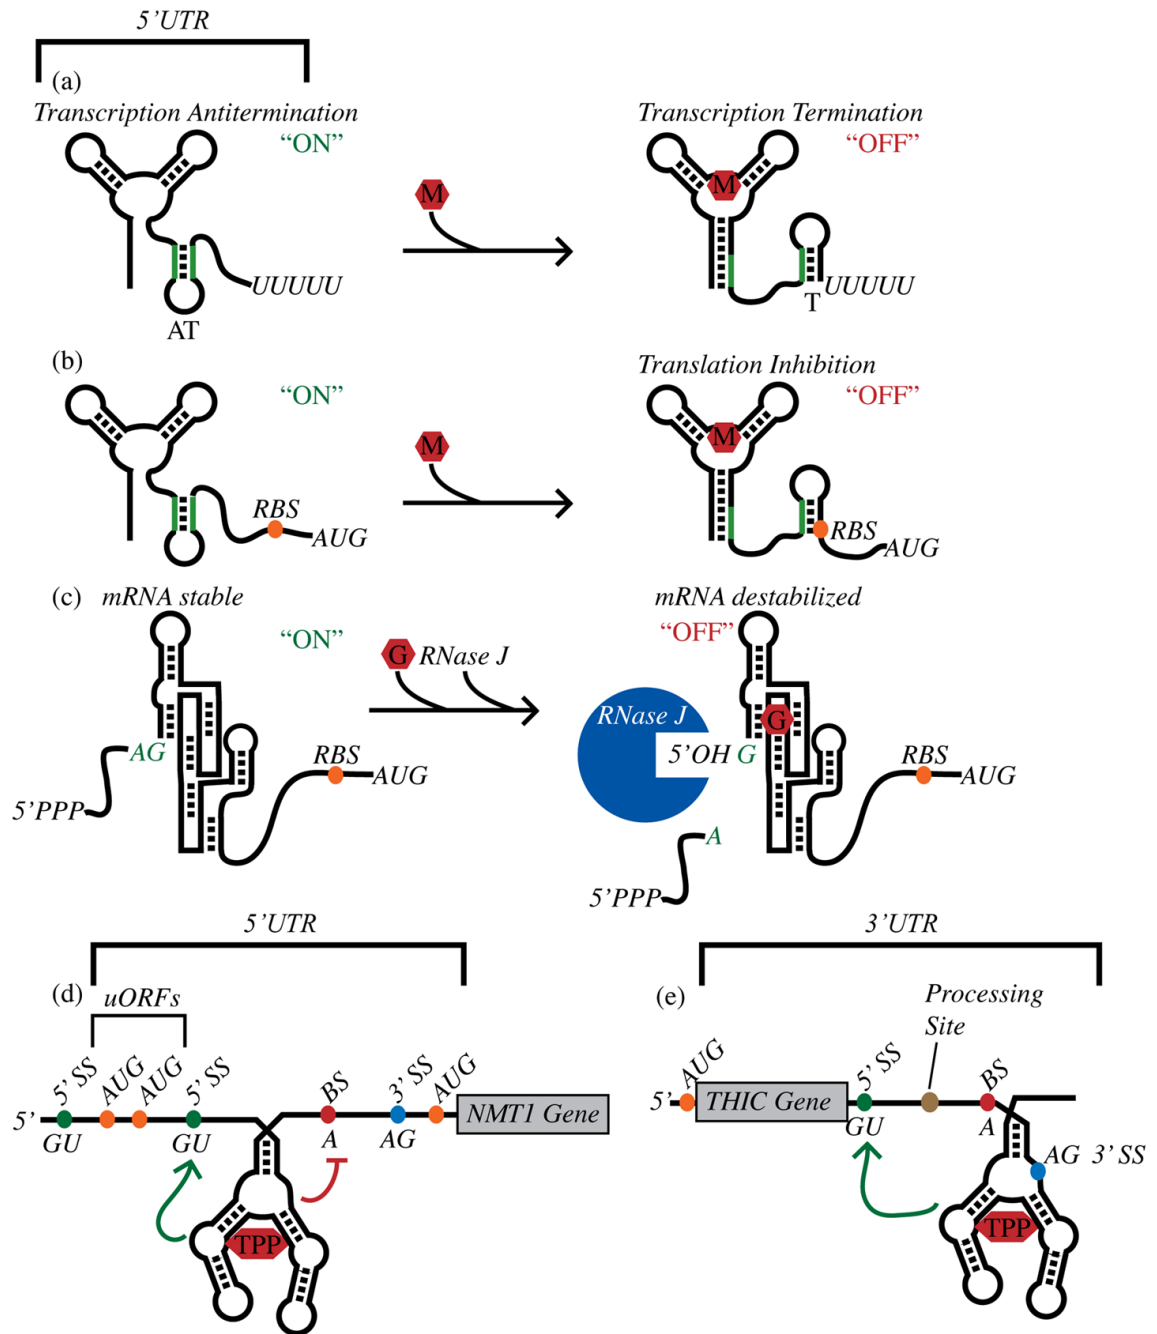 5'UTR
(a)
Transcription Antitermination
"ON"
UUUUU
AT
M
Transcription Termination
"OFF"
M
T
UUUUU
(b)
"ON"
RBS
AUG
M
Translation Inhibition
"OFF"
M
RBS
AUG
(c)
mRNA stable
"ON"
AG
5'PPP
RBS
AUG
G
RNase J
mRNA destabilized
"OFF"
RNase J
G
5'OH G
A
5'PPP
RBS
AUG
5'UTR
(d)
uORFs
5' SS
AUG
AUG
5' SS
BS
3' SS
AUG
5'
NMT1 Gene
GU
GU
A
AG
TPP
3'UTR
(e)
Processing
Site
AUG
5' SS
BS
5'
THIC Gene
GU
A
AG 3' SS
TPP